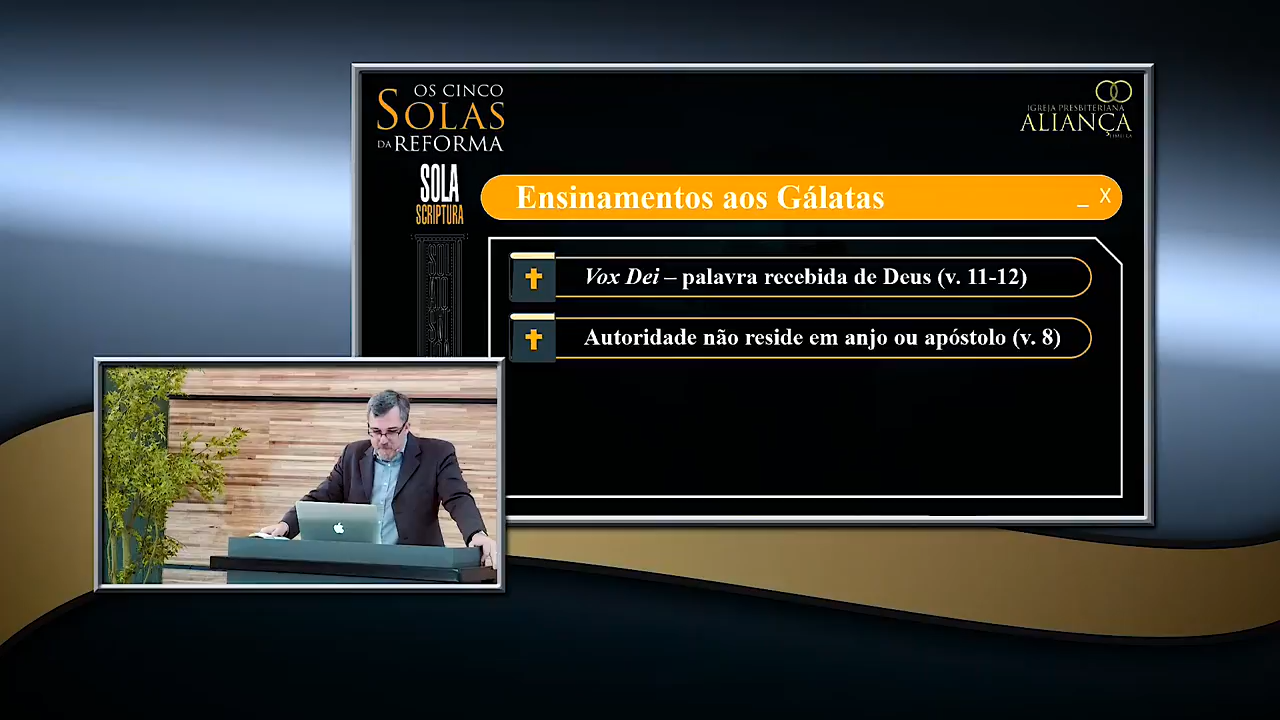 OS CINCO
SOLAS
DA REFORMA
IGREJA PRESBITERIANA
ALIANÇA
SOLA
SCRIPTURA
Ensinamentos aos Gálatas
_ X
Vox Dei – palavra recebida de Deus (v. 11-12)
Autoridade não reside em anjo ou apóstolo (v. 8)